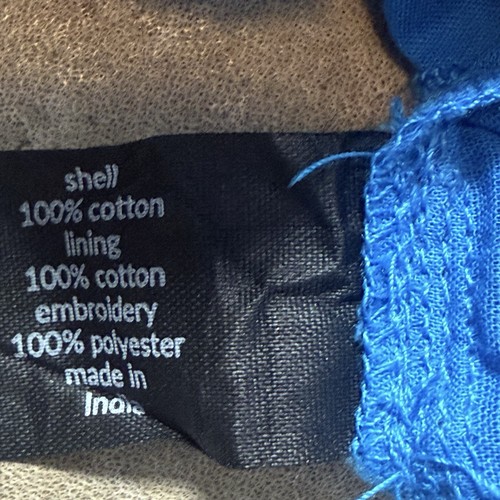 shell
100% cotton
lining
100% cotton
embroidery
100% polyester
made in
India